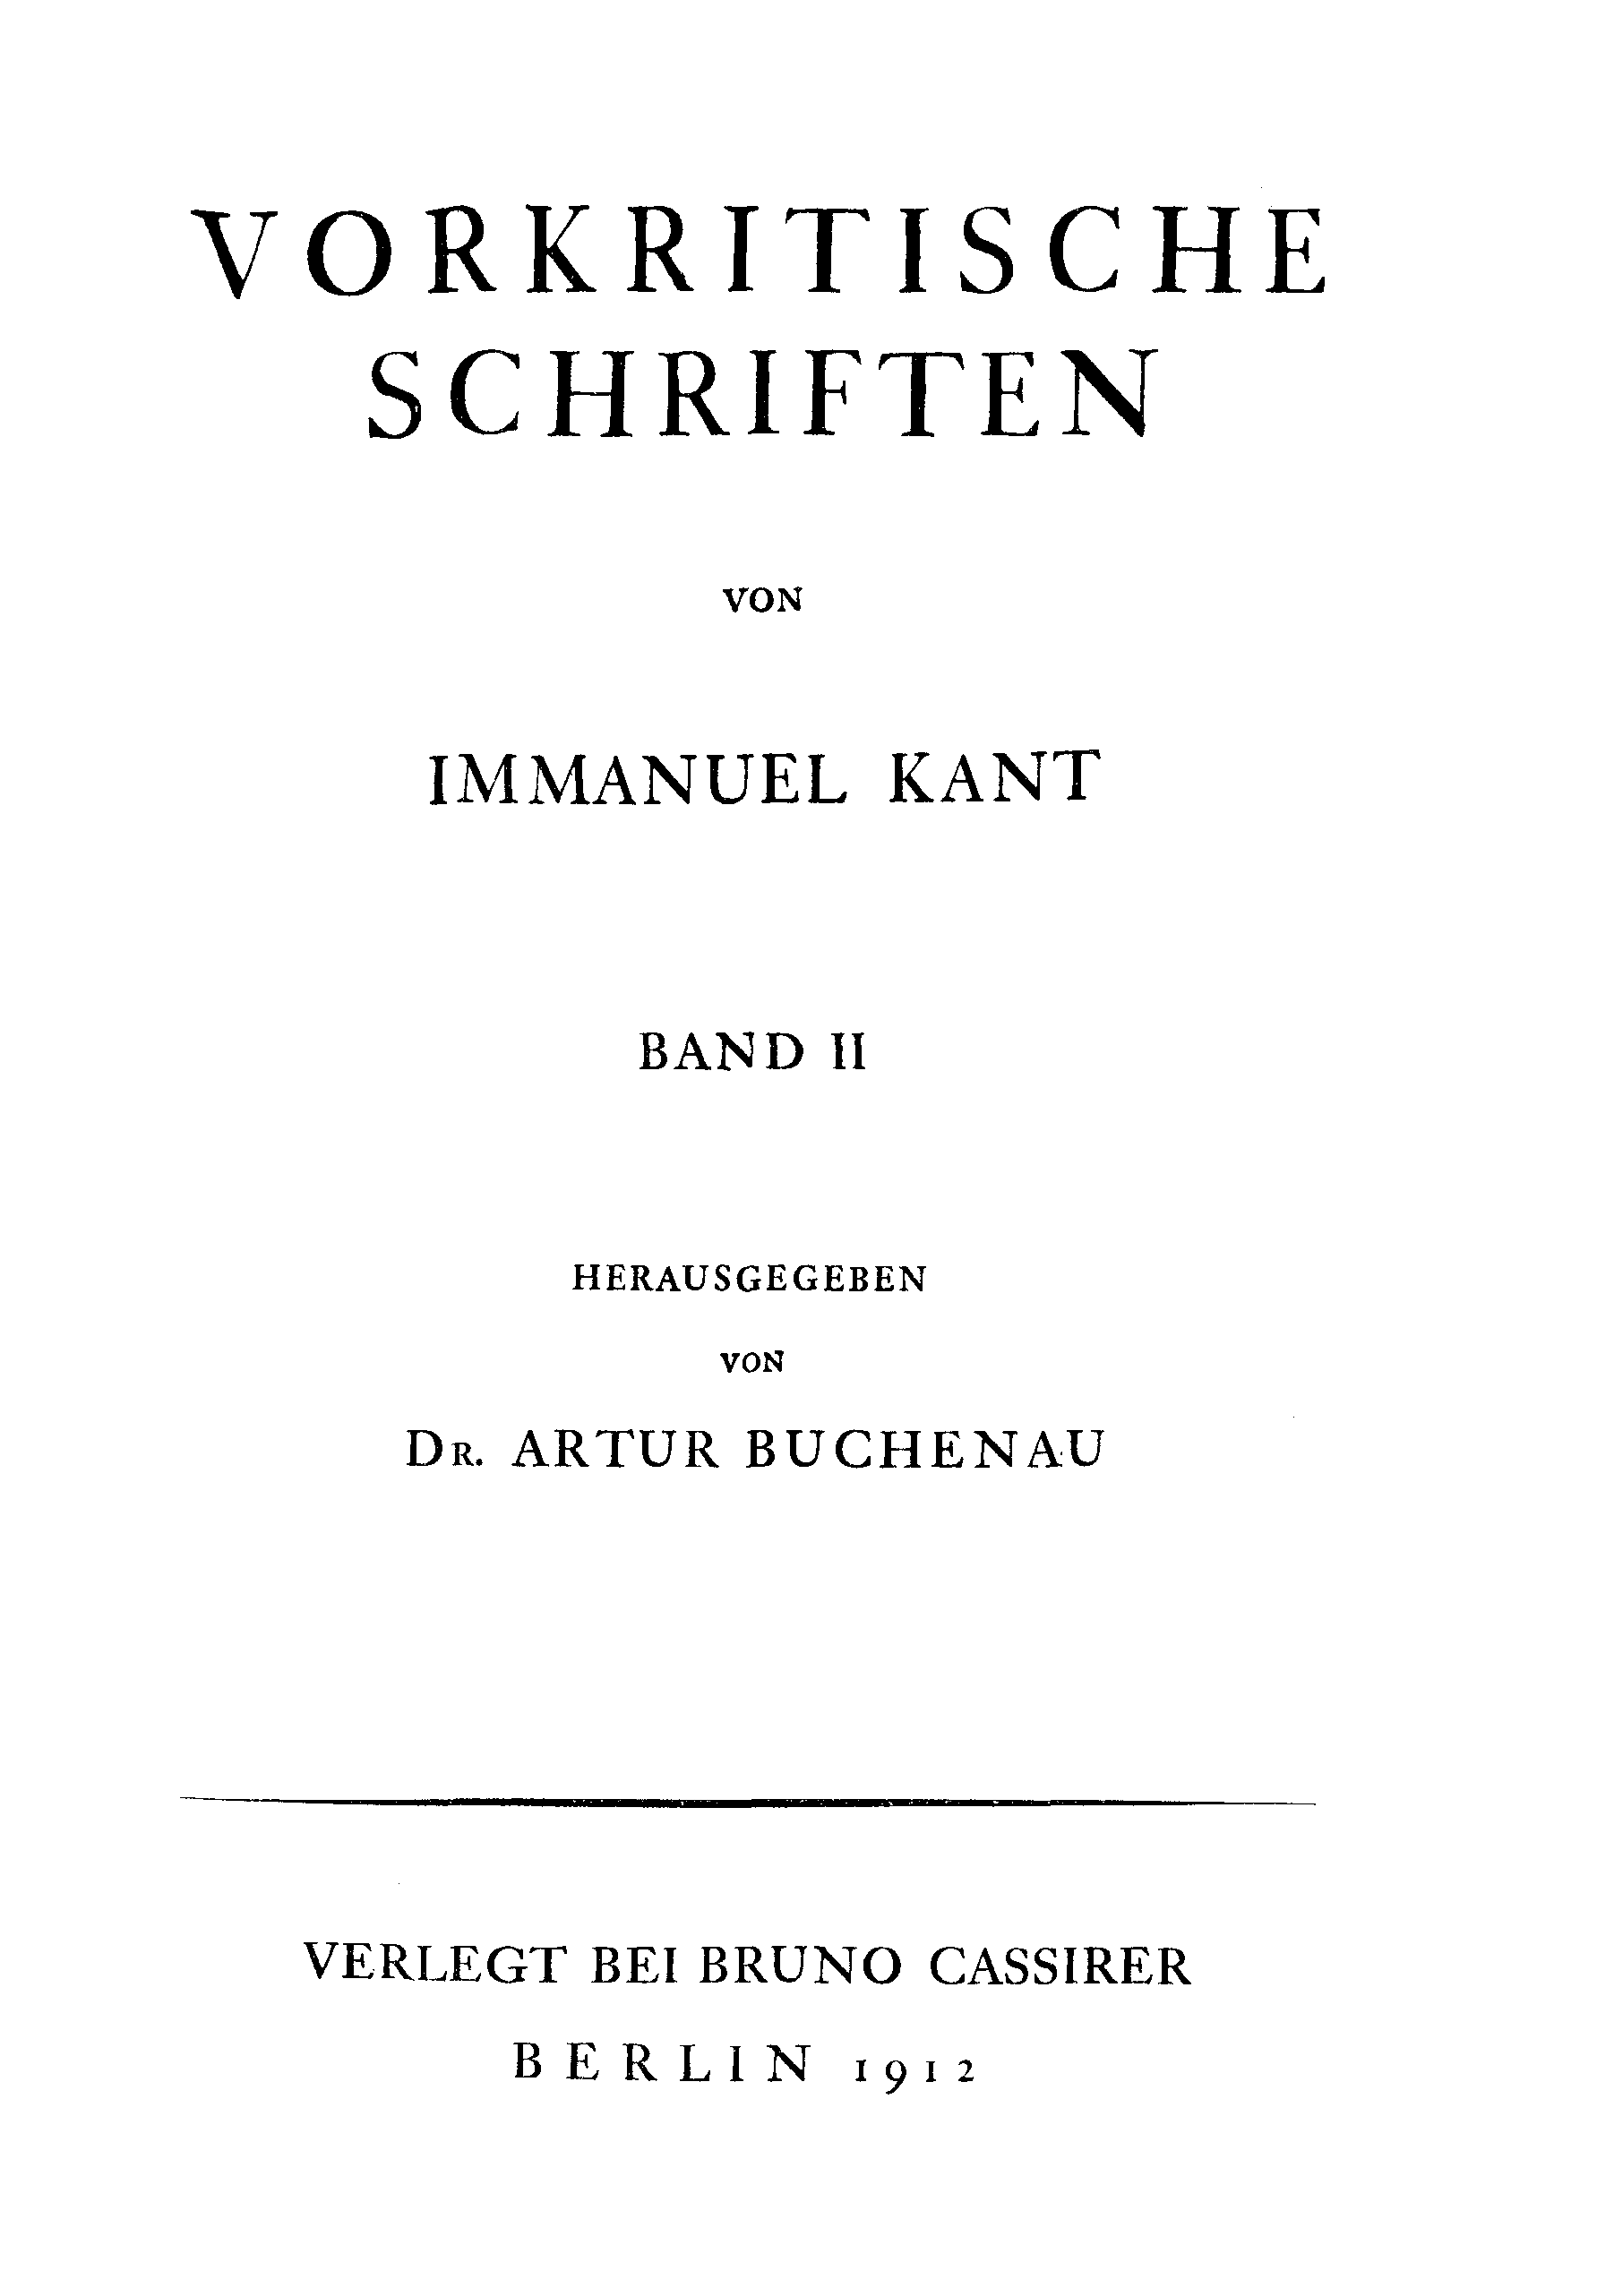 VORKRITISCHE
SCHRIFTEN
VON
IMMANUEL KANT
BAND II
HERAUSGEGEBEN
VON
DR. ARTUR BUCHENAU
VERLEGT BEI BRUNO CASSIRER
BERLIN 1912